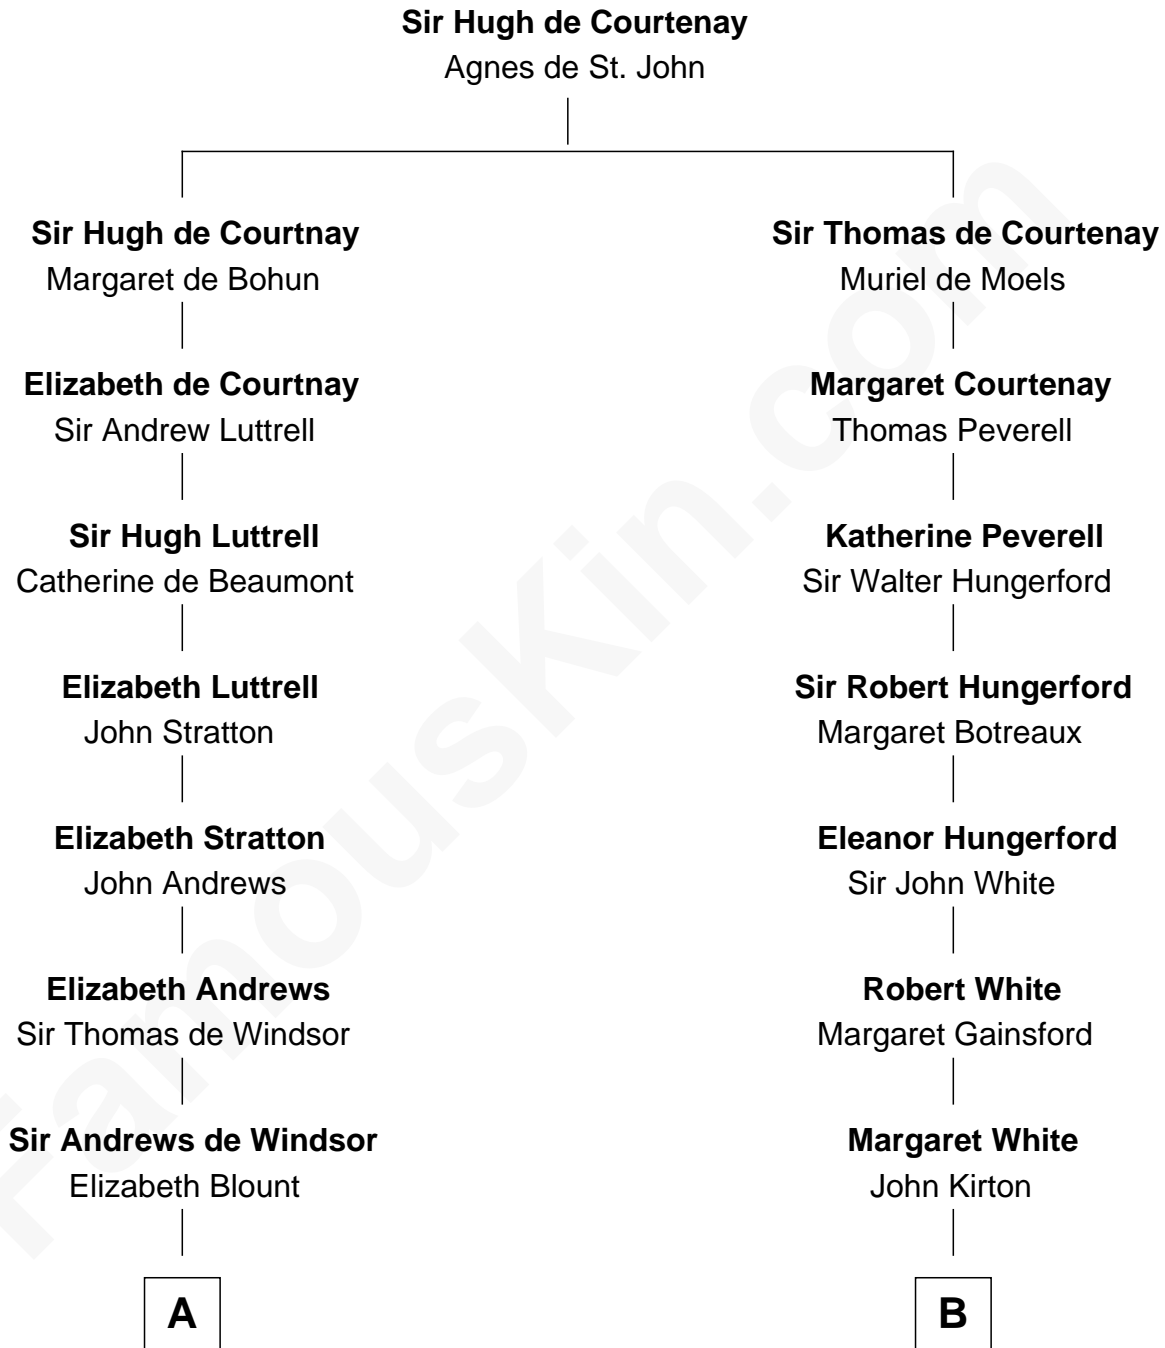 Sir Hugh de Courtenay
Agnes de St. John
Sir Hugh de Courtnay
Margaret de Bohun
Sir Thomas de Courtenay
Muriel de Moels
Elizabeth de Courtnay
Sir Andrew Luttrell
Margaret Courtenay
Thomas Peverell
Sir Hugh Luttrell
Catherine de Beaumont
Katherine Peverell
Sir Walter Hungerford
Elizabeth Luttrell
John Stratton
Sir Robert Hungerford
Margaret Botreaux
Elizabeth Stratton
John Andrews
Eleanor Hungerford
Sir John White
Elizabeth Andrews
Sir Thomas de Windsor
Robert White
Margaret Gainsford
Sir Andrews de Windsor
Elizabeth Blount
Margaret White
John Kirton
A
B
FamousKin.com